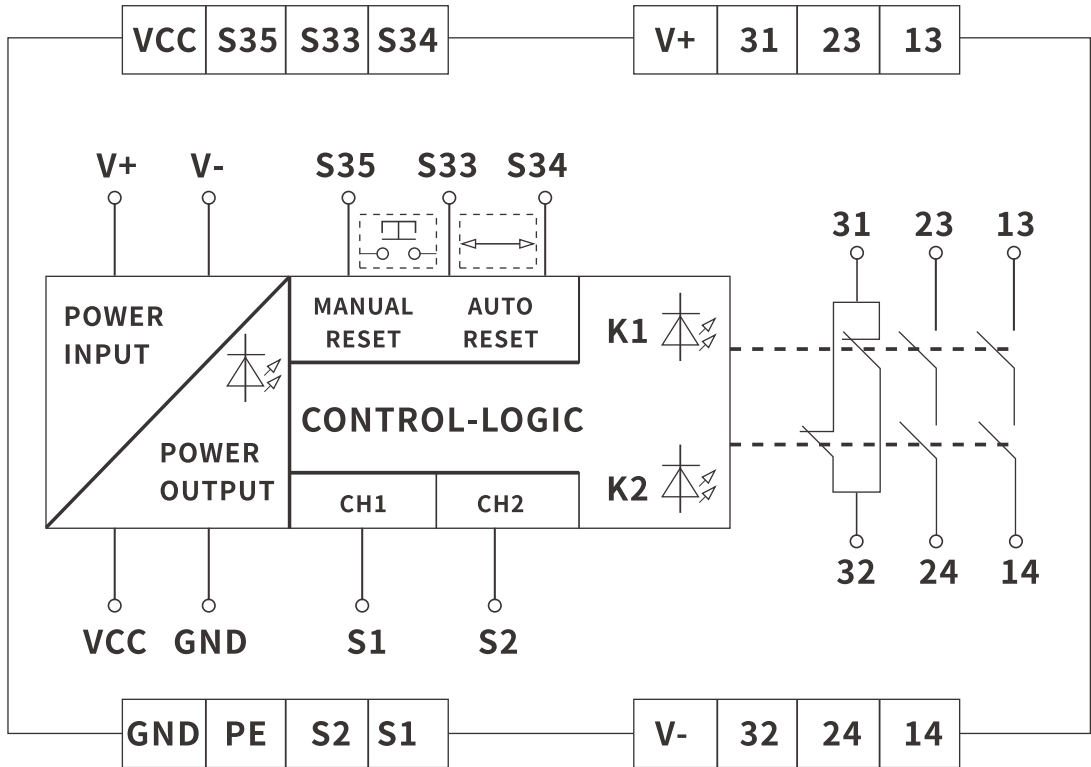 VCC S35 S33 S34
V+ 31 23 13
V+ V-
S35 S33 S34
31 23 13
POWER
INPUT
MANUAL
RESET
AUTO
RESET
K1
CONTROL-LOGIC
POWER
OUTPUT
CH1
CH2
K2
VCC GND
S1
S2
32 24 14
GND PE S2 S1
V- 32 24 14